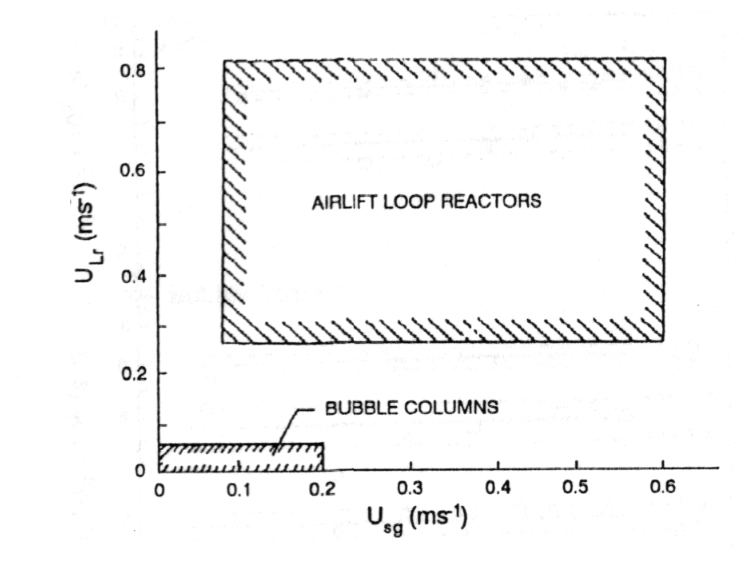 0.8
0.6
AIRLIFT LOOP REACTORS
U_Lr (ms⁻¹)
0.4
0.2
BUBBLE COLUMNS
0
0 0.1 0.2 0.3 0.4 0.5 0.6
U_sg (ms⁻¹)